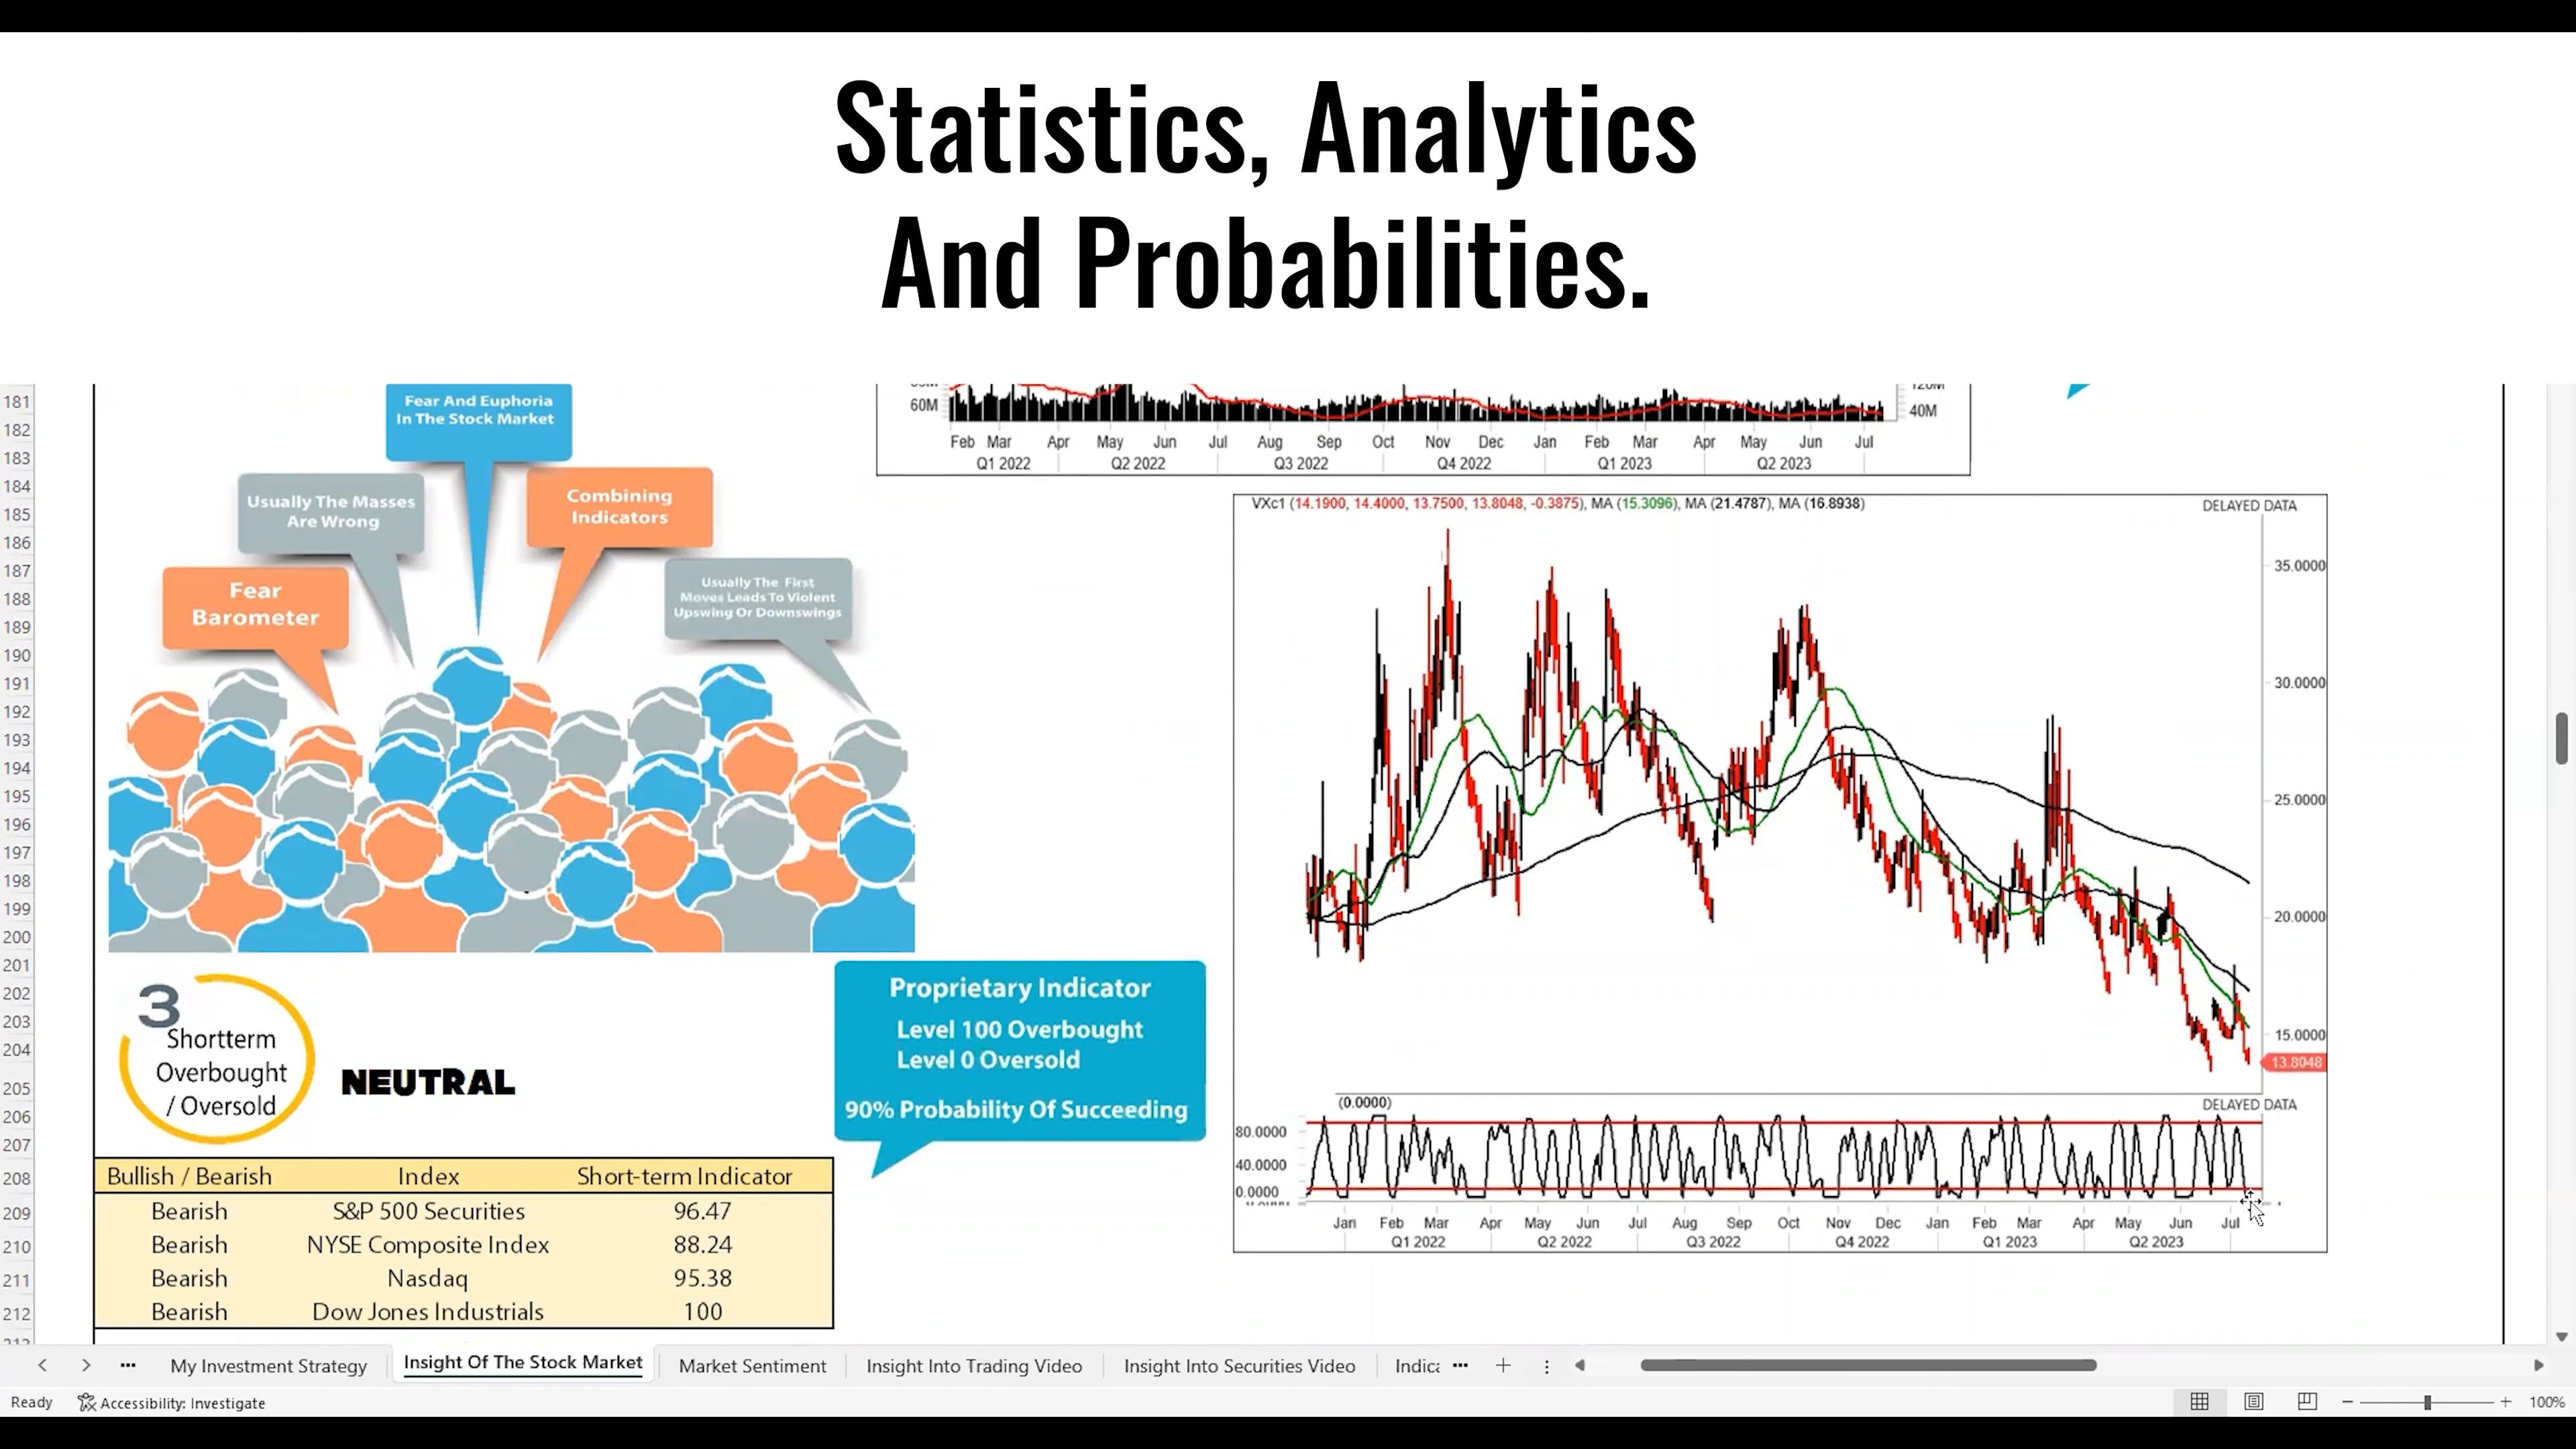 Statistics, Analytics
And Probabilities.
181
182
183
184
185
186
187
188
189
190
191
192
193
194
195
196
197
198
199
200
201
202
203
204
205
206
207
208
209
210
211
212
Fear And Euphoria
In The Stock Market
Usually The Masses
Are Wrong
Combining
Indicators
Fear
Barometer
Usually The First
Moves Leads To Violent
Upswing Or Downswings
60M
120M
40M
Feb Mar Apr May Jun Jul Aug Sep Oct Nov Dec Jan Feb Mar Apr May Jun Jul
Q1 2022 Q2 2022 Q3 2022 Q4 2022 Q1 2023 Q2 2023
VXc1 (14.1900, 14.4000, 13.7500, 13.8048, -0.3875), MA (15.3096), MA (21.4787), MA (16.8938)
DELAYED DATA
35.0000
30.0000
25.0000
20.0000
15.0000
13.8048
(0.0000)
DELAYED DATA
80.0000
40.0000
0.0000
Jan Feb Mar Apr May Jun Jul Aug Sep Oct Nov Dec Jan Feb Mar Apr May Jun Jul
Q1 2022 Q2 2022 Q3 2022 Q4 2022 Q1 2023 Q2 2023
3
Shortterm
Overbought
/ Oversold
NEUTRAL
Proprietary Indicator
Level 100 Overbought
Level 0 Oversold
90% Probability Of Succeeding
Bullish / Bearish Index Short-term Indicator
Bearish S&P 500 Securities 96.47
Bearish NYSE Composite Index 88.24
Bearish Nasdaq 95.38
Bearish Dow Jones Industrials 100
My Investment Strategy Insight Of The Stock Market Market Sentiment Insight Into Trading Video Insight Into Securities Video
Ready Accessibility: Investigate 100%